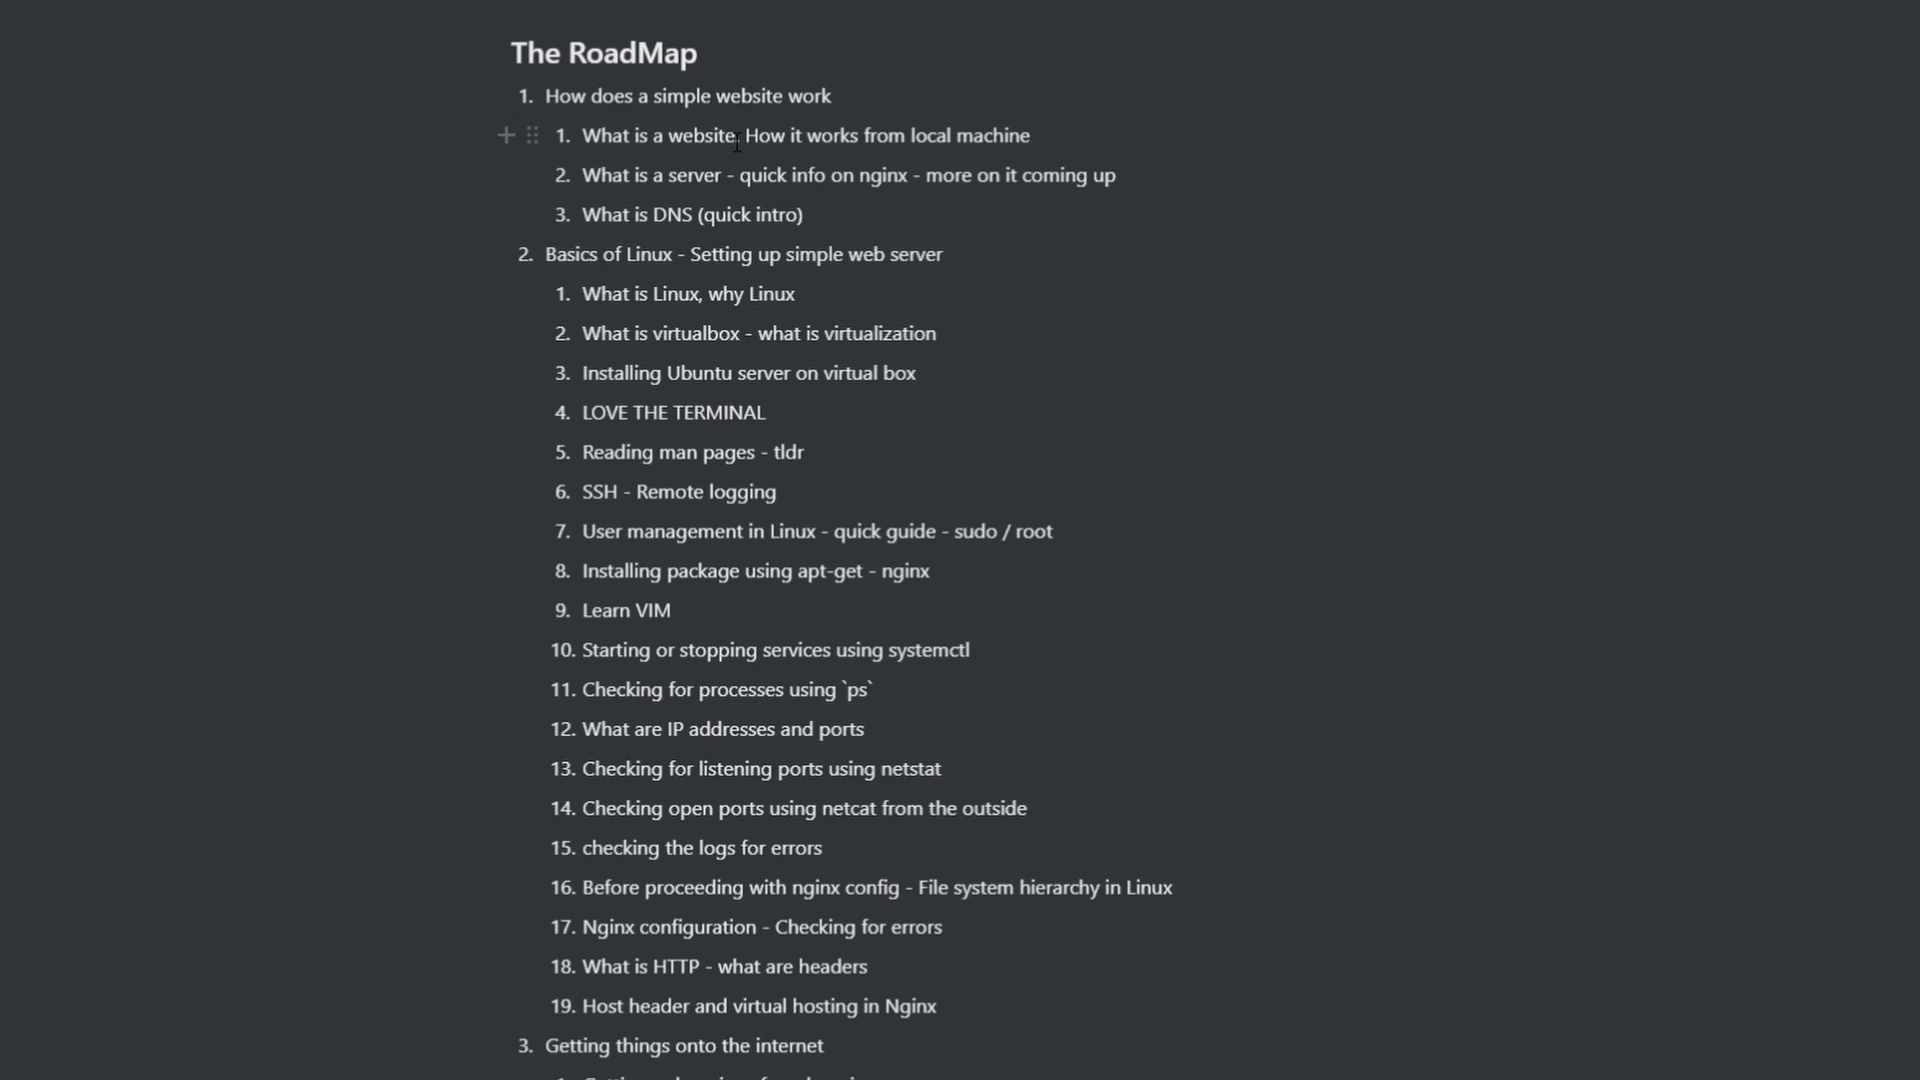 The RoadMap
1. How does a simple website work
1. What is a website, How it works from local machine
2. What is a server - quick info on nginx - more on it coming up
3. What is DNS (quick intro)
2. Basics of Linux - Setting up simple web server
1. What is Linux, why Linux
2. What is virtualbox - what is virtualization
3. Installing Ubuntu server on virtual box
4. LOVE THE TERMINAL
5. Reading man pages - tldr
6. SSH - Remote logging
7. User management in Linux - quick guide - sudo / root
8. Installing package using apt-get - nginx
9. Learn VIM
10. Starting or stopping services using systemctl
11. Checking for processes using `ps`
12. What are IP addresses and ports
13. Checking for listening ports using netstat
14. Checking open ports using netcat from the outside
15. checking the logs for errors
16. Before proceeding with nginx config - File system hierarchy in Linux
17. Nginx configuration - Checking for errors
18. What is HTTP - what are headers
19. Host header and virtual hosting in Nginx
3. Getting things onto the internet